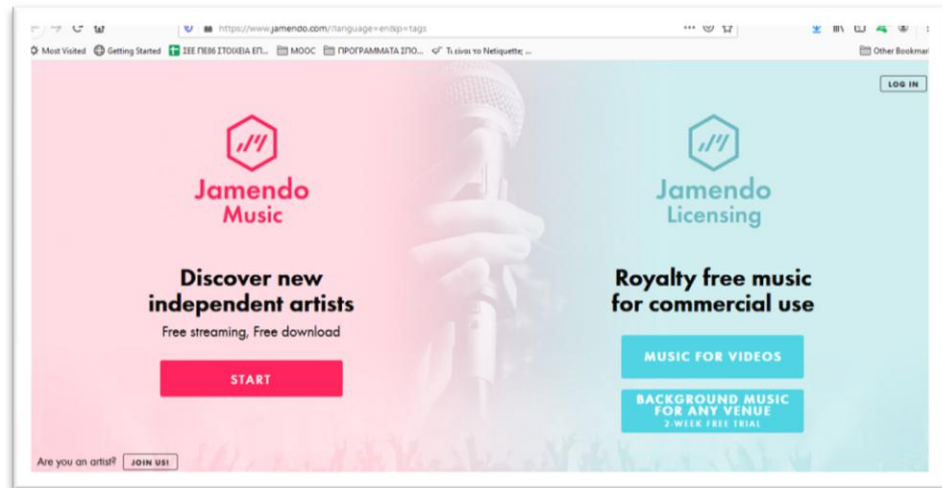 https://www.jamendo.com/?language=en&p=tags
Most Visited Getting Started ΣΕΕ ΠΕ86 ΣΤΟΙΧΕΙΑ ΕΠ... MOOC ΠΡΟΓΡΑΜΜΑΤΑ ΣΠΟ... Τι είναι το Netiquette; ...
Other Bookmar
LOG IN
Jamendo
Music
Discover new
independent artists
Free streaming, Free download
START
Jamendo
Licensing
Royalty free music
for commercial use
MUSIC FOR VIDEOS
BACKGROUND MUSIC
FOR ANY VENUE
2-WEEK FREE TRIAL
Are you an artist? JOIN US!